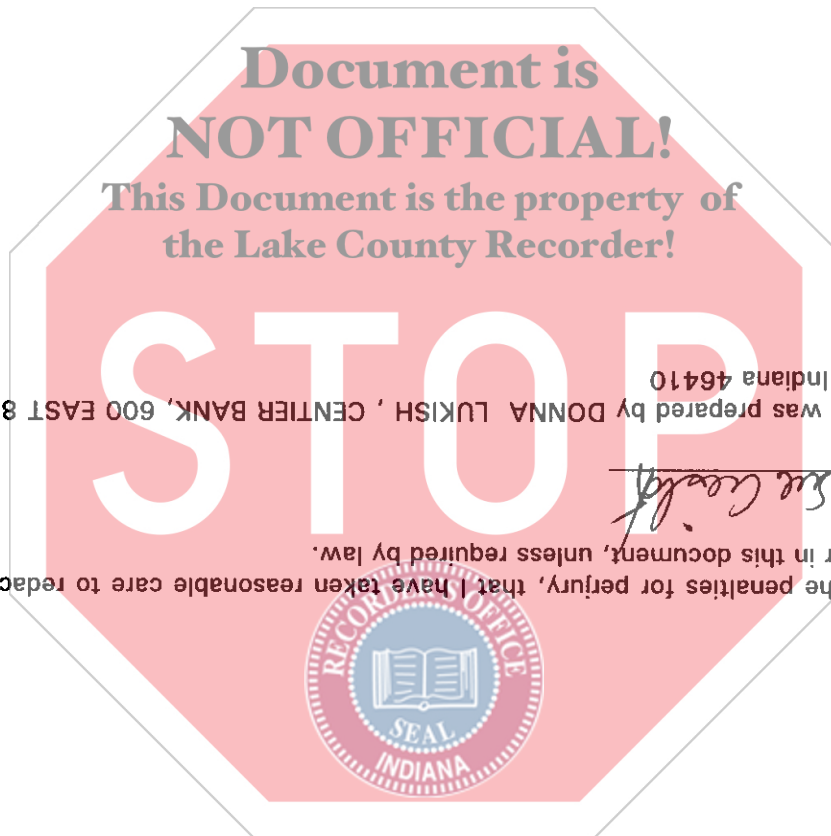 Document is
NOT OFFICIAL!
This Document is the property of
the Lake County Recorder!
STOP
he penalties for perjury, that I have taken reasonable care to redac
r in this document, unless required by law.
was prepared by DONNA LUKISH , CENTIER BANK, 600 EAST 8
Indiana 46410
RECORDER'S OFFICE
SEAL
INDIANA